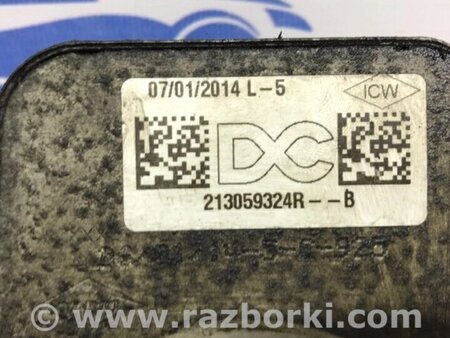 07/01/2014 L-5
ICW
DC
213059324R--B
www.razborki.com